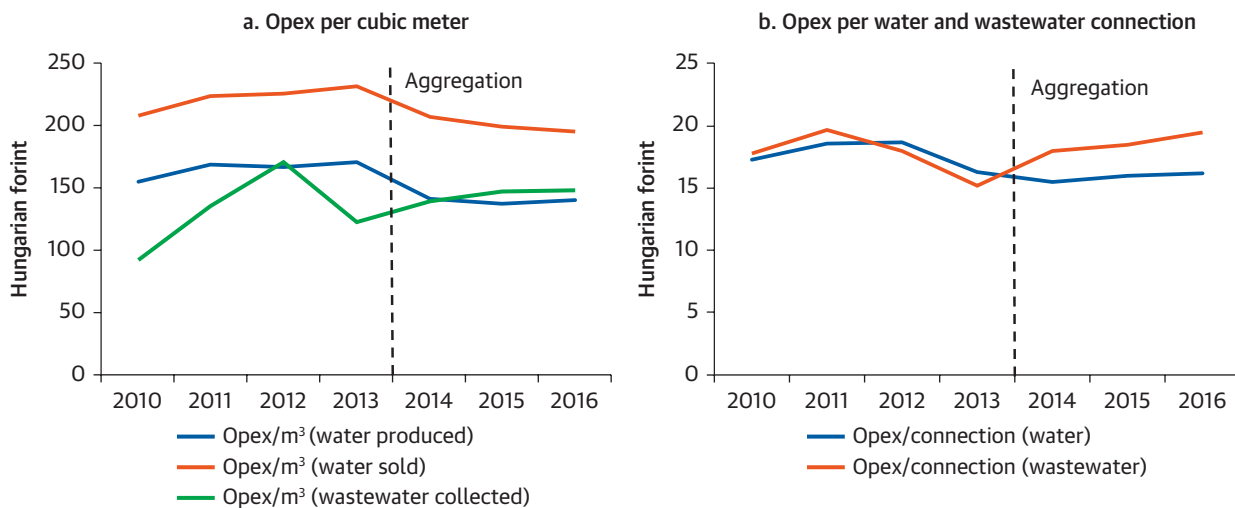 a. Opex per cubic meter
Hungarian forint
250
200
150
100
50
0
Aggregation
2010 2011 2012 2013 2014 2015 2016
Opex/m³ (water produced)
Opex/m³ (water sold)
Opex/m³ (wastewater collected)
b. Opex per water and wastewater connection
Hungarian forint
25
20
15
10
5
0
Aggregation
2010 2011 2012 2013 2014 2015 2016
Opex/connection (water)
Opex/connection (wastewater)